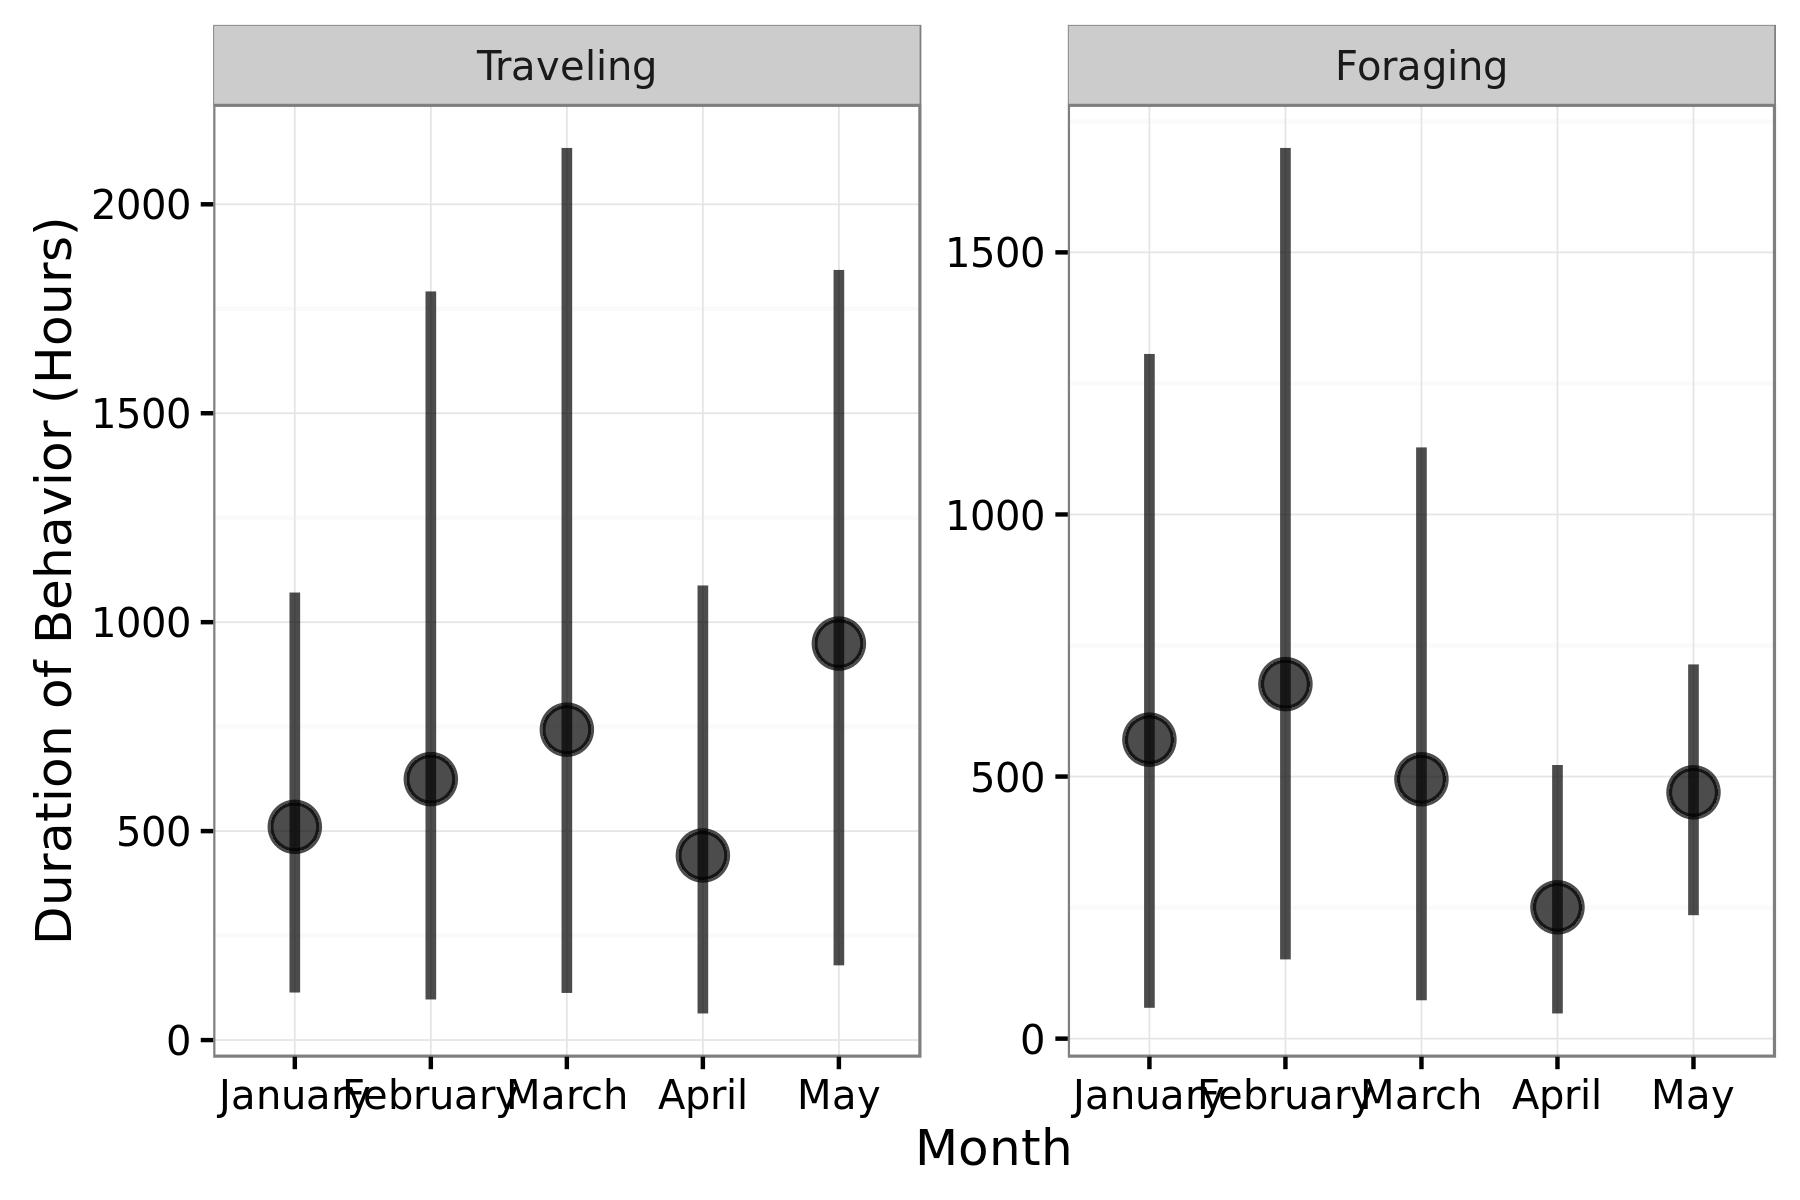 Traveling
Foraging
Duration of Behavior (Hours)
2000
1500
1000
500
0
1500
1000
500
0
January February March April May
January February March April May
Month